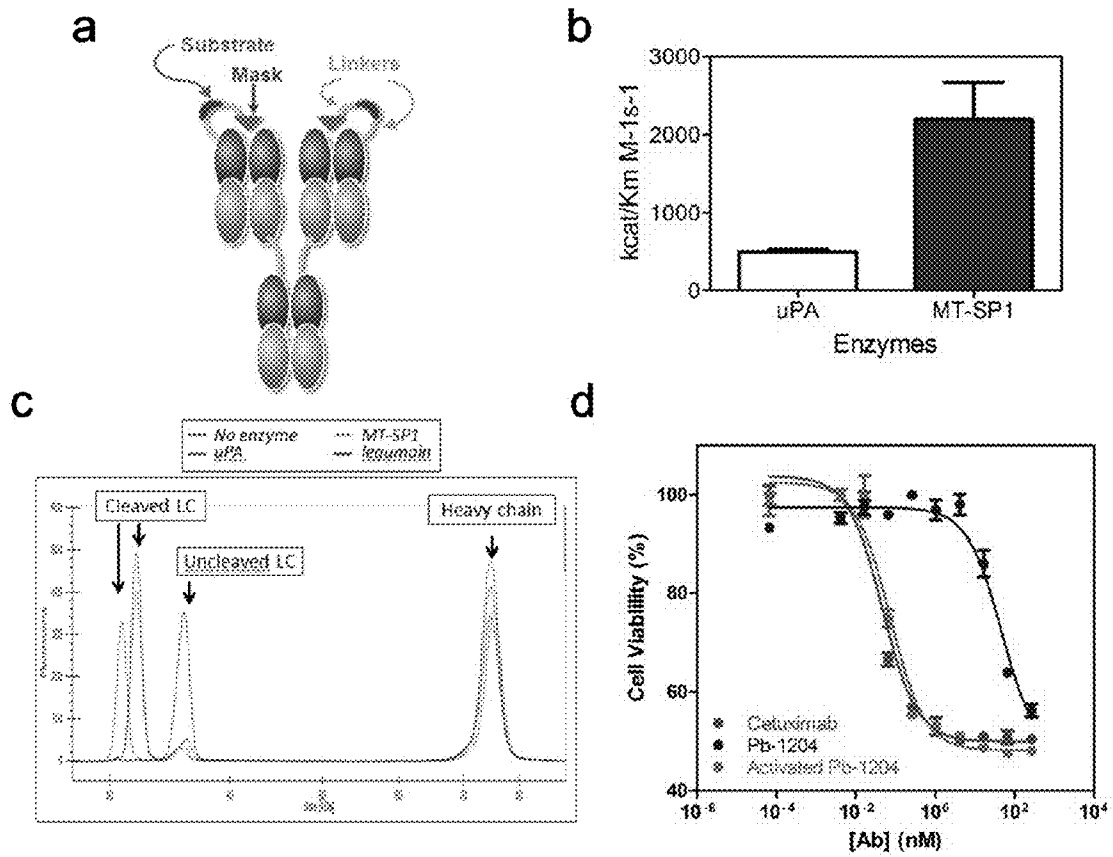 a
Substrate
Mask
Linkers
b
kcat/Km M-1s-1
3000
2000
1000
0
uPA
MT-SP1
Enzymes
c
No enzyme
MT-SP1
uPA
legumain
Cleaved LC
Uncleaved LC
Heavy chain
d
Cell Viability (%)
100
80
60
40
Cetuximab
Pb-1204
Activated Pb-1204
10⁻⁶
10⁻⁴
10⁻²
10⁰
10²
10⁴
[Ab] (nM)